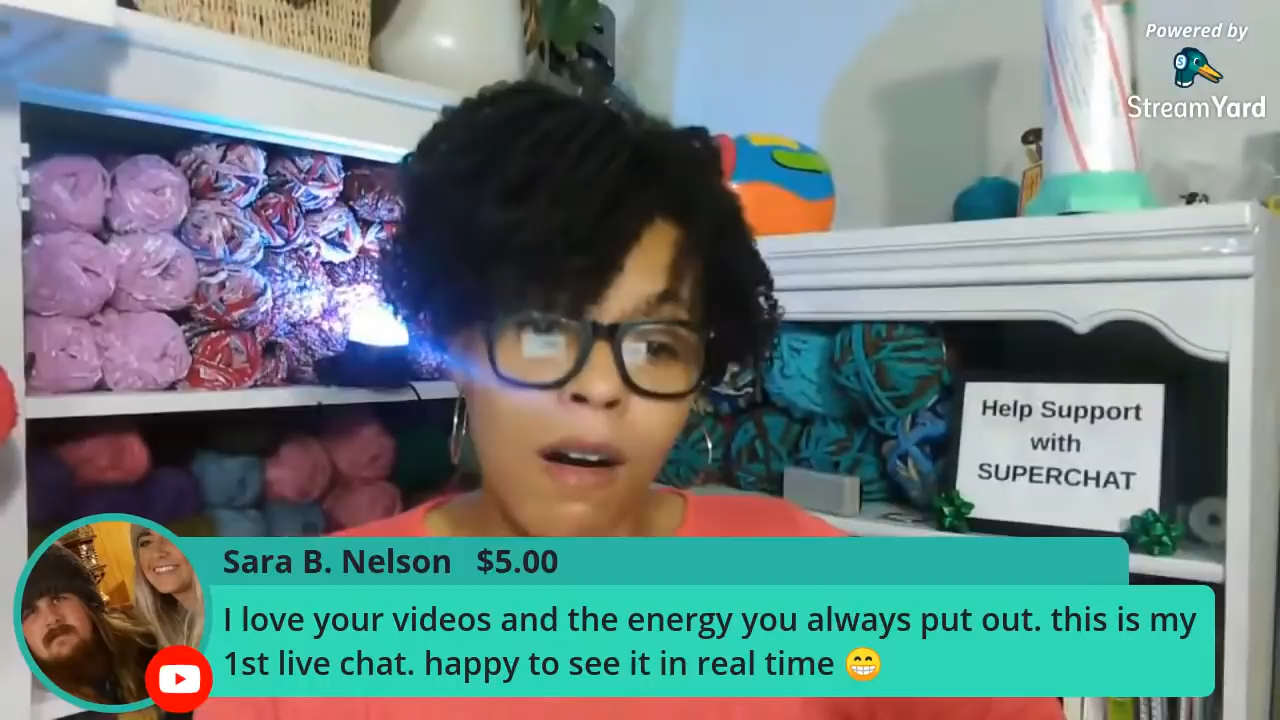 Powered by
StreamYard
Help Support
with
SUPERCHAT
Sara B. Nelson $5.00
I love your videos and the energy you always put out. this is my
1st live chat. happy to see it in real time 😁